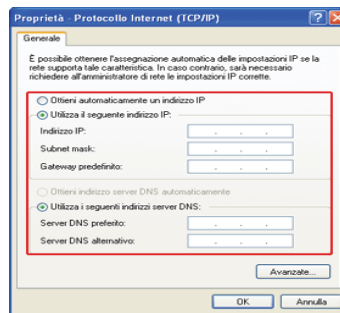 Proprietà - Protocollo Internet (TCP/IP)
Generale
È possibile ottenere l'assegnazione automatica delle impostazioni IP se la
rete supporta tale caratteristica. In caso contrario, sarà necessario
richiedere all'amministratore di rete le impostazioni IP corrette.
Ottieni automaticamente un indirizzo IP
Utilizza il seguente indirizzo IP:
Indirizzo IP:
Subnet mask:
Gateway predefinito:
Ottieni indirizzo server DNS automaticamente
Utilizza i seguenti indirizzi server DNS:
Server DNS preferito:
Server DNS alternativo:
Avanzate...
OK Annulla